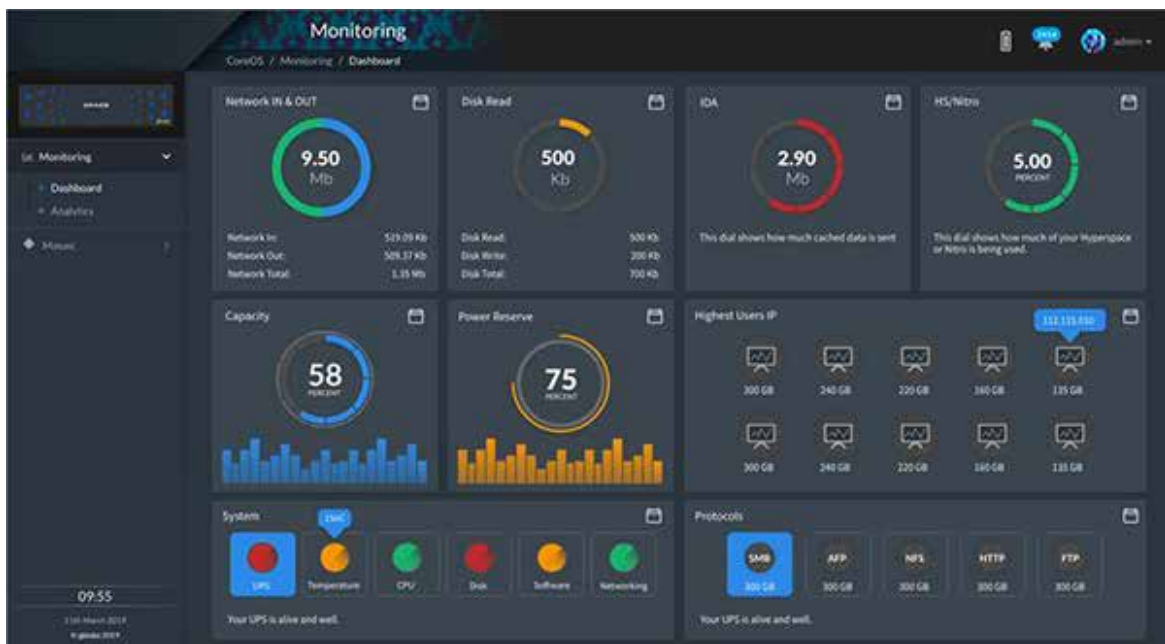 Monitoring
CoreOS / Monitoring / Dashboard
admin
Monitoring
Dashboard
Analytics
Mosaic
Network IN & OUT
9.50
Mb
Network In: 529.09 Kb
Network Out: 509.37 Kb
Network Total: 1.35 Mb
Disk Read
500
Kb
Disk Read: 500 Kb
Disk Write: 200 Kb
Disk Total: 700 Kb
2.90
Mb
This dial shows how much cached data is sent
HS/Nitro
5.00
PERCENT
This dial shows how much of your Hyperspace
or Nitro is being used.
Capacity
58
PERCENT
Power Reserve
75
PERCENT
Highest Users IP
300 GB 240 GB 220 GB 160 GB 135 GB
300 GB 240 GB 220 GB 160 GB 135 GB
System
UPS Temperature CPU Disk Software Networking
Your UPS is alive and well.
Protocols
SMB AFP NFS HTTP FTP
300 GB 300 GB 300 GB 300 GB 300 GB
Your UPS is alive and well.
09:55